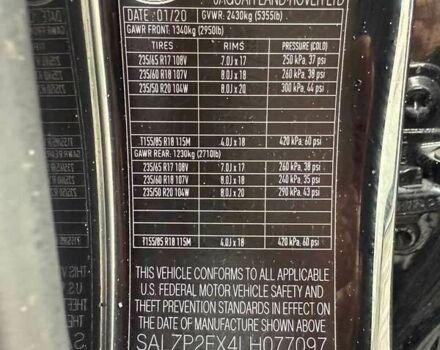 JAGUAR LAND ROVER LTD
DATE : 01/20 GVWR: 2430kg (5355lb)
GAWR FRONT: 1340kg (2950lb)
TIRES RIMS PRESSURE (COLD)
235/65 R17 108V 7.0J x 17 250 kPa, 37 psi
235/60 R18 107V 8.0J x 18 260 kPa, 38 psi
235/50 R20 104W 8.0J x 20 300 kPa, 44 psi
T155/85 R18 115M 4.0J x 18 420 kPa, 60 psi
GAWR REAR: 1230kg (2710lb)
235/65 R17 108V 7.0J x 17 260 kPa, 38 psi
235/60 R18 107V 8.0J x 18 240 kPa, 35 psi
235/50 R20 104W 8.0J x 20 290 kPa, 43 psi
T155/85 R18 115M 4.0J x 18 420 kPa, 60 psi
THIS VEHICLE CONFORMS TO ALL APPLICABLE
U.S. FEDERAL MOTOR VEHICLE SAFETY AND
THEFT PREVENTION STANDARDS IN EFFECT ON
THE DATE OF MANUFACTURE SHOWN ABOVE.
SALZP2FX4LH077097